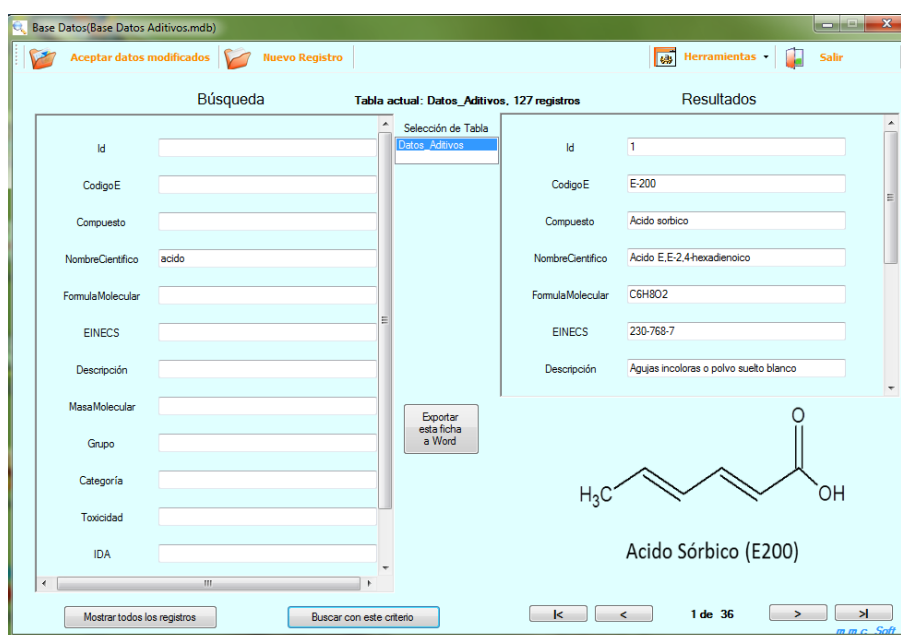 Base Datos(Base Datos Aditivos.mdb)
Aceptar datos modificados Nuevo Registro Herramientas Salir
Búsqueda Tabla actual: Datos_Aditivos, 127 registros Resultados
Selección de Tabla
Datos_Aditivos
Id
CodigoE
Compuesto
NombreCientifico acido
FormulaMolecular
EINECS
Descripción
MasaMolecular
Grupo
Categoría
Toxicidad
IDA
Exportar
esta ficha
a Word
Id 1
CodigoE E-200
Compuesto Acido sorbico
NombreCientifico Acido E,E-2,4-hexadienoico
FormulaMolecular C6H8O2
EINECS 230-768-7
Descripción Agujas incoloras o polvo suelto blanco
O
H3C OH
Acido Sórbico (E200)
Mostrar todos los registros Buscar con este criterio |< < 1 de 36 > >|
m.m.c. Soft